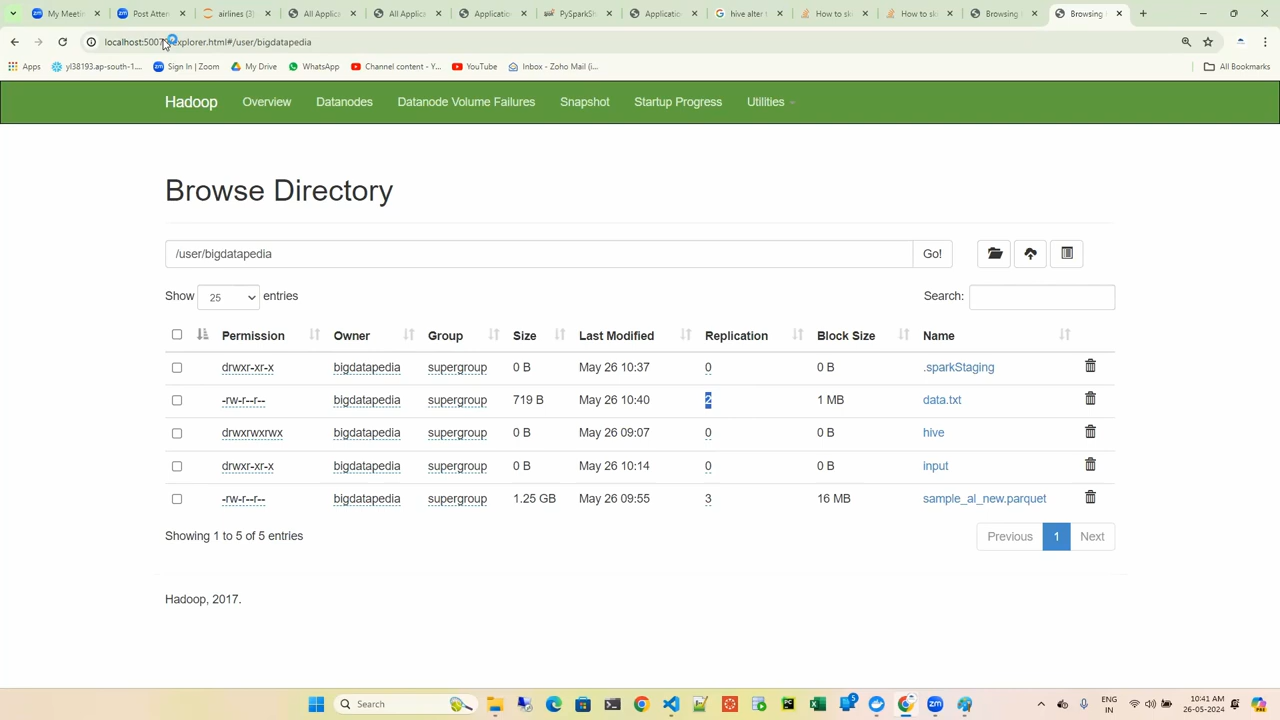 My Meetin
Post Atten
airlines (3)
All Applica
All Applica
Application
PySparkSh
Applicatio
hive alter t
How to sk
How to sk
Browsing
Browsing
/explorer.html#/user/bigdatapedia
Apps
yl38193.ap-south-1....
Sign In | Zoom
My Drive
WhatsApp
Channel content - Y...
YouTube
Inbox - Zoho Mail (i...
All Bookmarks
Hadoop Overview Datanodes Datanode Volume Failures Snapshot Startup Progress Utilities
Browse Directory
/user/bigdatapedia Go!
Show 25 entries Search:
Permission Owner Group Size Last Modified Replication Block Size Name
drwxr-xr-x bigdatapedia supergroup 0 B May 26 10:37 0 0 B .sparkStaging
-rw-r--r-- bigdatapedia supergroup 719 B May 26 10:40 2 1 MB data.txt
drwxrwxrwx bigdatapedia supergroup 0 B May 26 09:07 0 0 B hive
drwxr-xr-x bigdatapedia supergroup 0 B May 26 10:14 0 0 B input
-rw-r--r-- bigdatapedia supergroup 1.25 GB May 26 09:55 3 16 MB sample_al_new.parquet
Showing 1 to 5 of 5 entries Previous 1 Next
Hadoop, 2017.
Search
5
ENG
IN
10:41 AM
26-05-2024